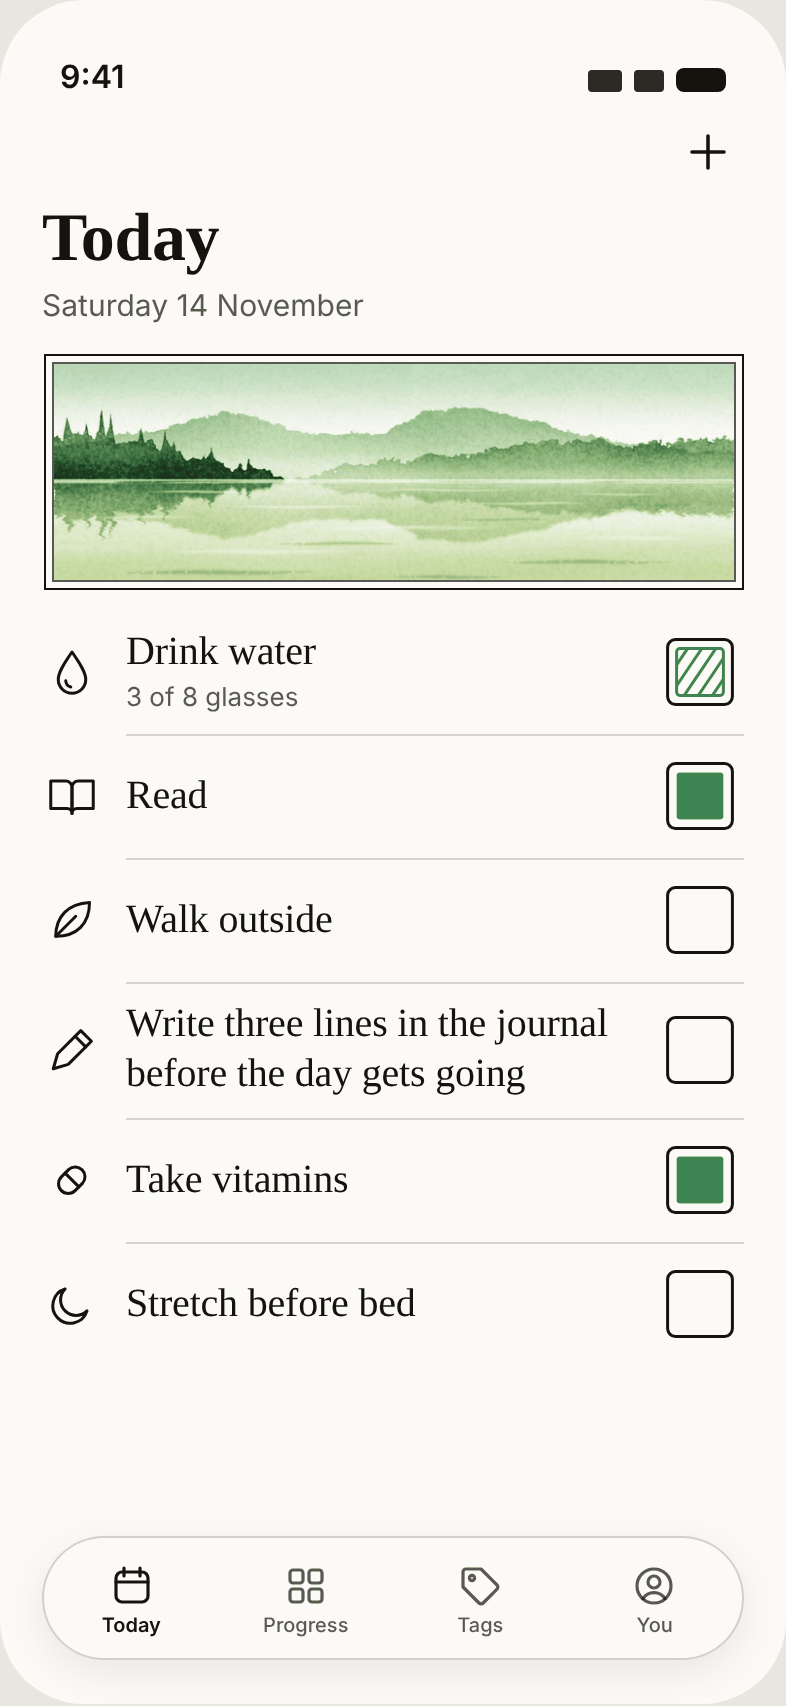 9:41
Today
Saturday 14 November
Drink water
3 of 8 glasses
Read
Walk outside
Write three lines in the journal
before the day gets going
Take vitamins
Stretch before bed
Today
Progress
Tags
You